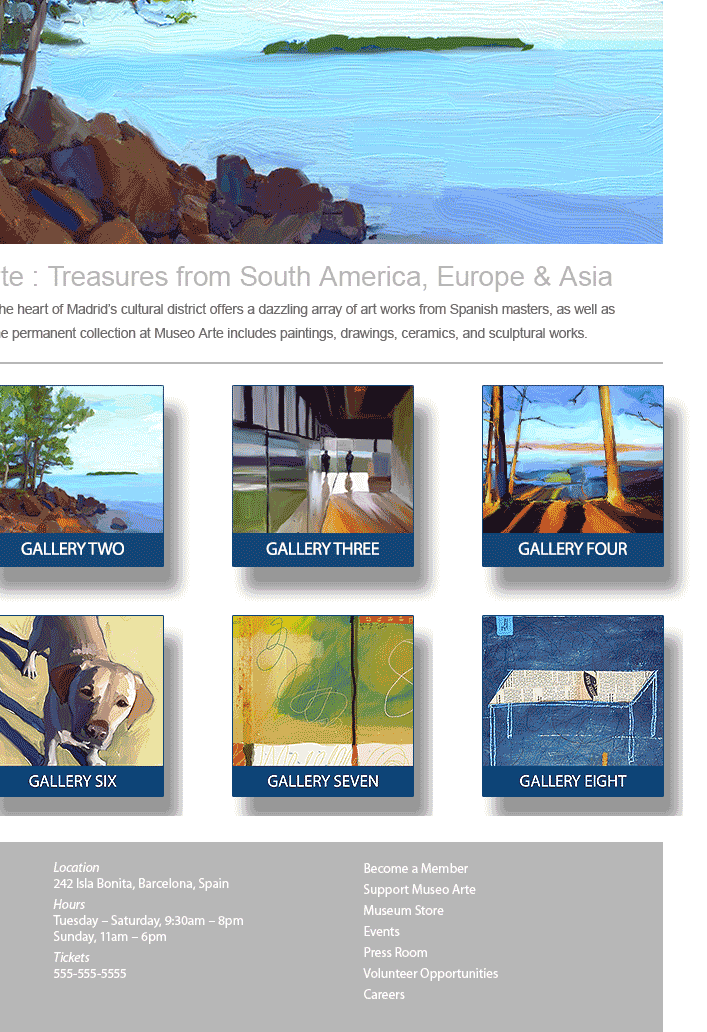 te : Treasures from South America, Europe & Asia
he heart of Madrid's cultural district offers a dazzling array of art works from Spanish masters, as well as
e permanent collection at Museo Arte includes paintings, drawings, ceramics, and sculptural works.
GALLERY TWO
GALLERY THREE
GALLERY FOUR
GALLERY SIX
GALLERY SEVEN
GALLERY EIGHT
Location
242 Isla Bonita, Barcelona, Spain
Hours
Tuesday – Saturday, 9:30am – 8pm
Sunday, 11am – 6pm
Tickets
555-555-5555
Become a Member
Support Museo Arte
Museum Store
Events
Press Room
Volunteer Opportunities
Careers